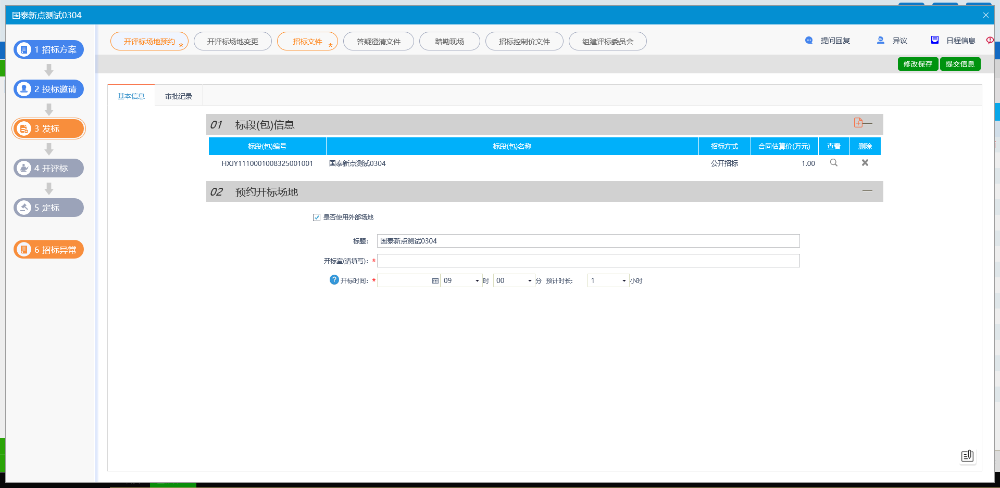 国泰新点测试0304
1 招标方案
2 投标邀请
3 发标
4 开评标
5 定标
6 招标异常
开评标场地预约 *
开评标场地变更
招标文件 *
答疑澄清文件
踏勘现场
招标控制价文件
组建评标委员会
提问回复
异议
日程信息
修改保存
提交信息
基本信息
审批记录
01 标段(包)信息
标段(包)编号 标段(包)名称 招标方式 合同估算价(万元) 查看 删除
HXJY1110001008325001001 国泰新点测试0304 公开招标 1.00
02 预约开标场地
是否使用外部场地
标题: 国泰新点测试0304
开标室(请填写): *
? 开标时间: * 09 时 00 分 预计时长: 1 小时